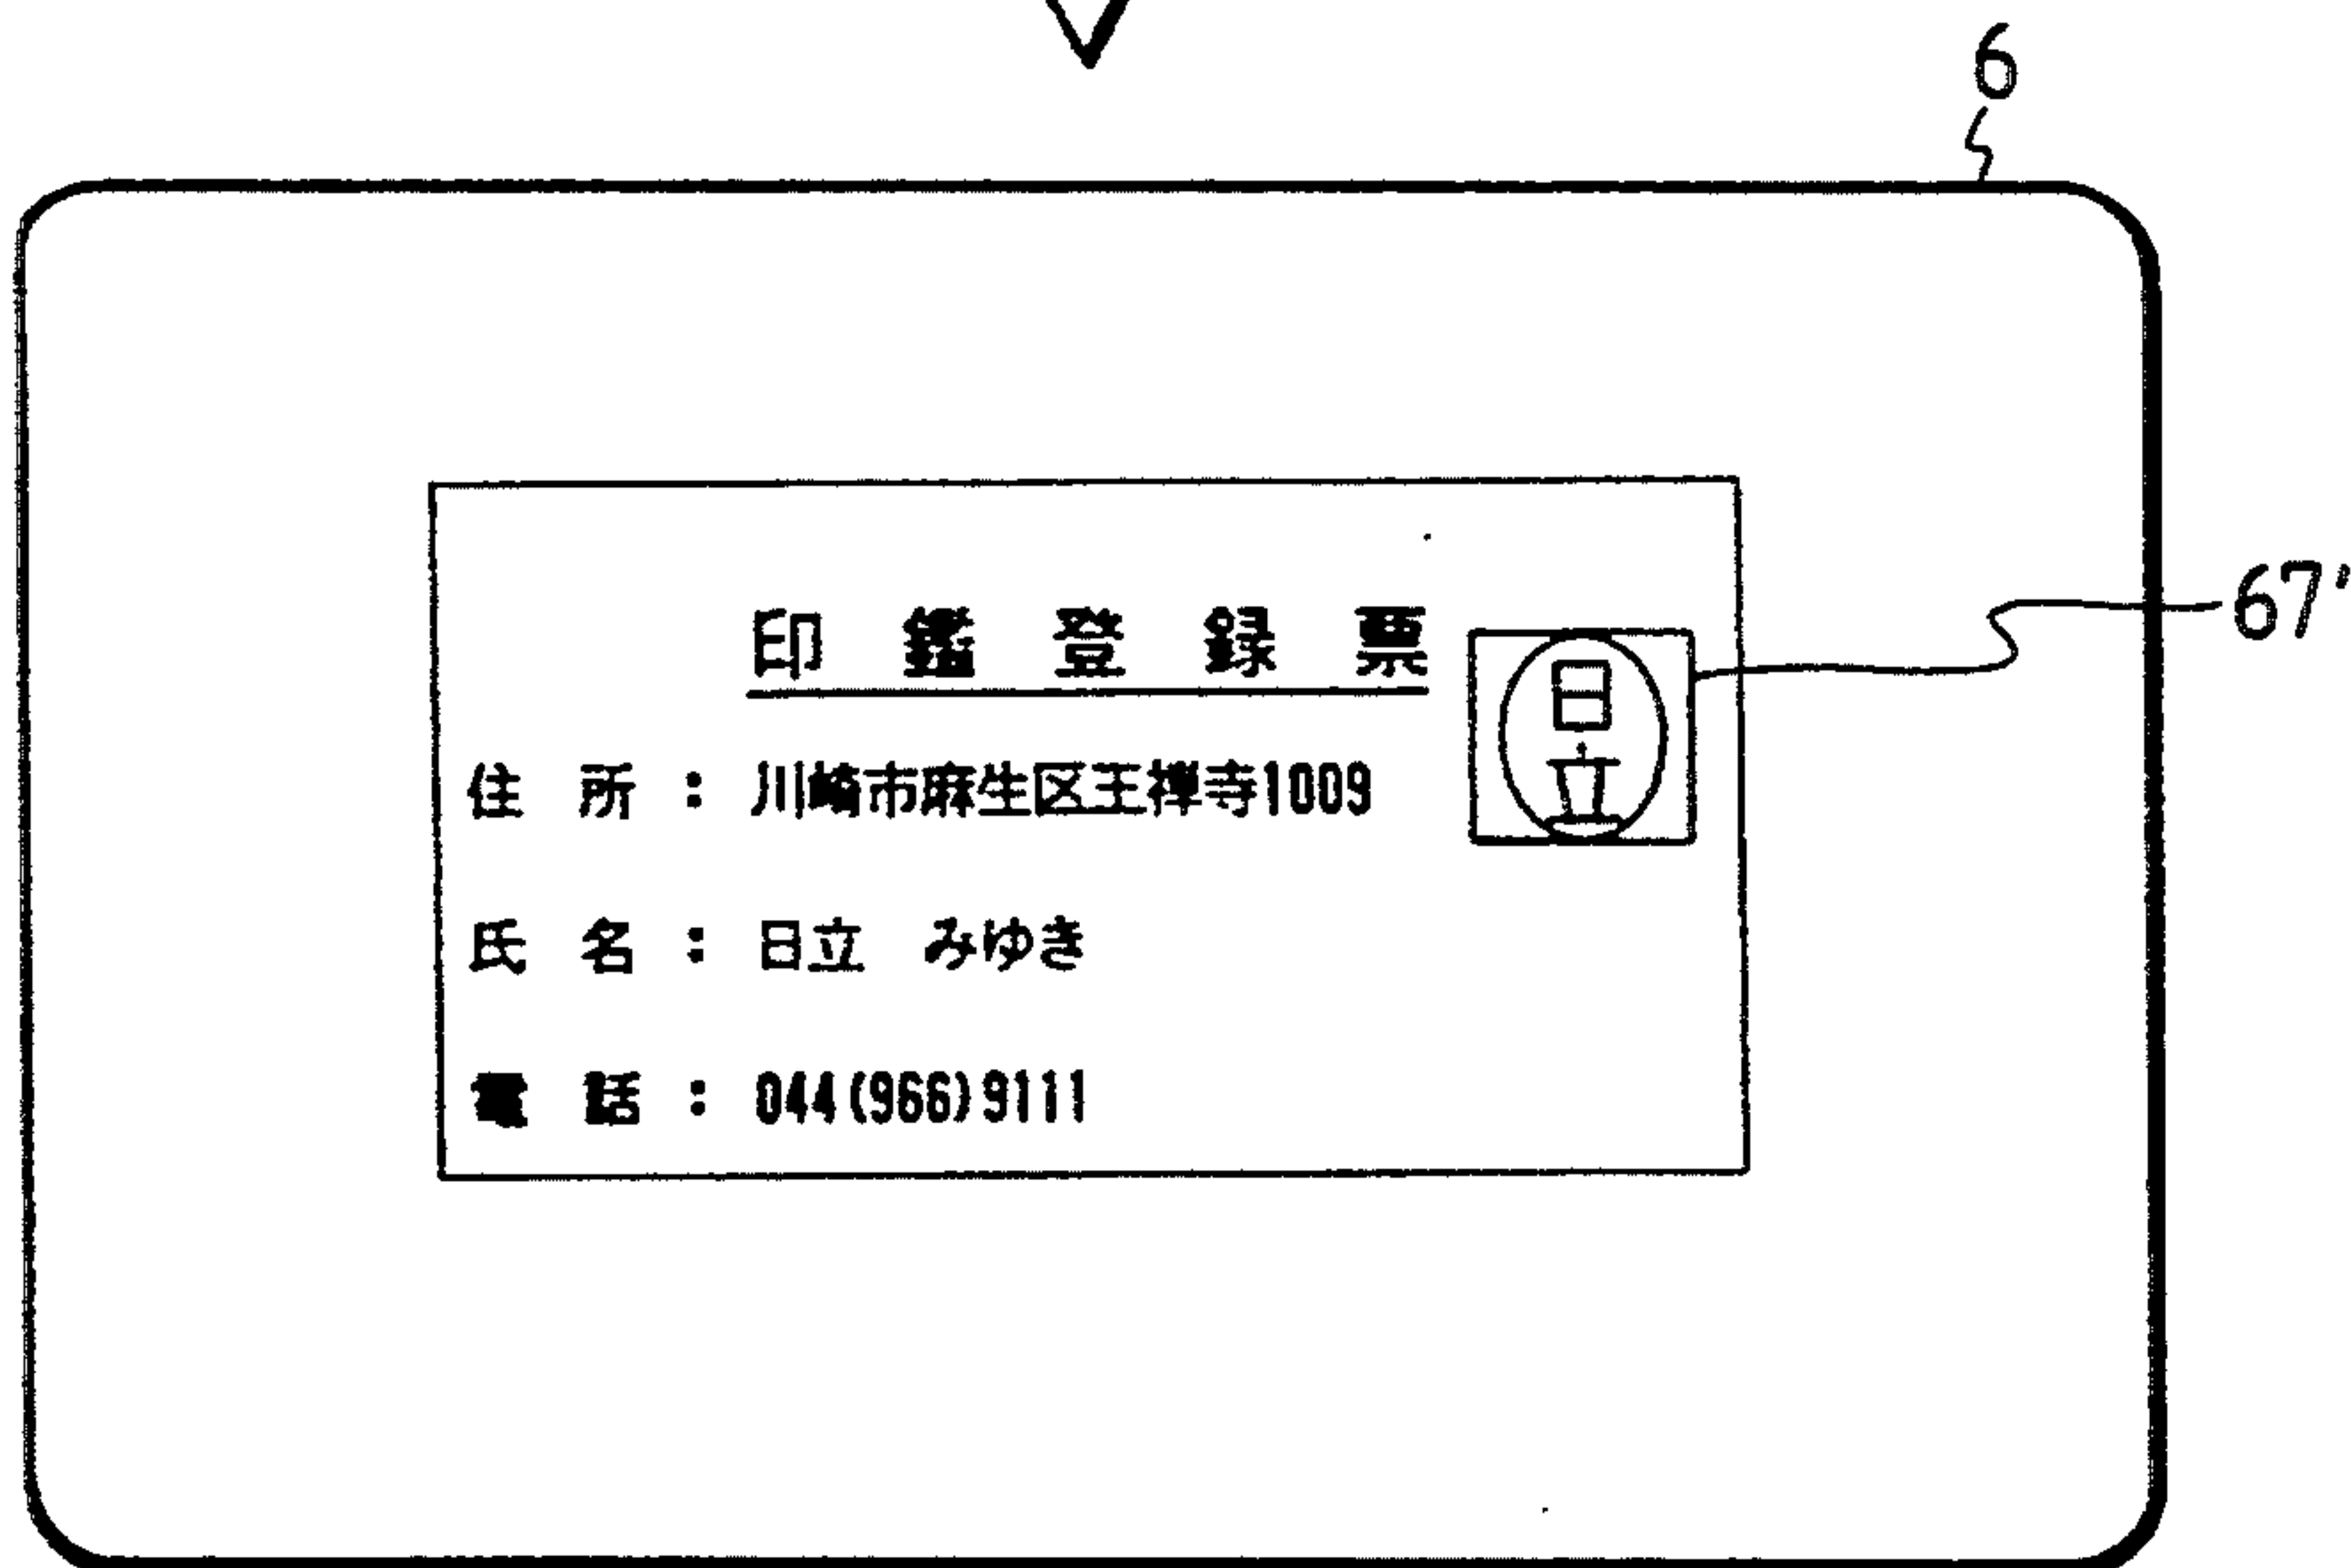 6
67'
印鑑登録票
日立
住所：川崎市麻生区王禅寺1009
氏名：日立　みゆき
電話：044(966)9111